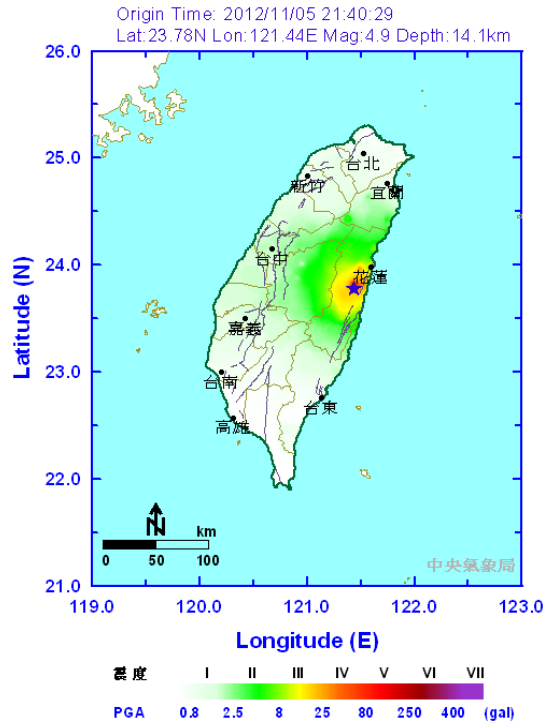 Origin Time: 2012/11/05 21:40:29
Lat:23.78N Lon:121.44E Mag:4.9 Depth:14.1km
26.0
25.0
24.0
23.0
22.0
21.0
Latitude (N)
台北
新竹
宜蘭
台中
花蓮
嘉義
台南
台東
高雄
N
km
0 50 100
中央氣象局
119.0 120.0 121.0 122.0 123.0
Longitude (E)
震度 I II III IV V VI VII
PGA 0.8 2.5 8 25 80 250 400 (gal)